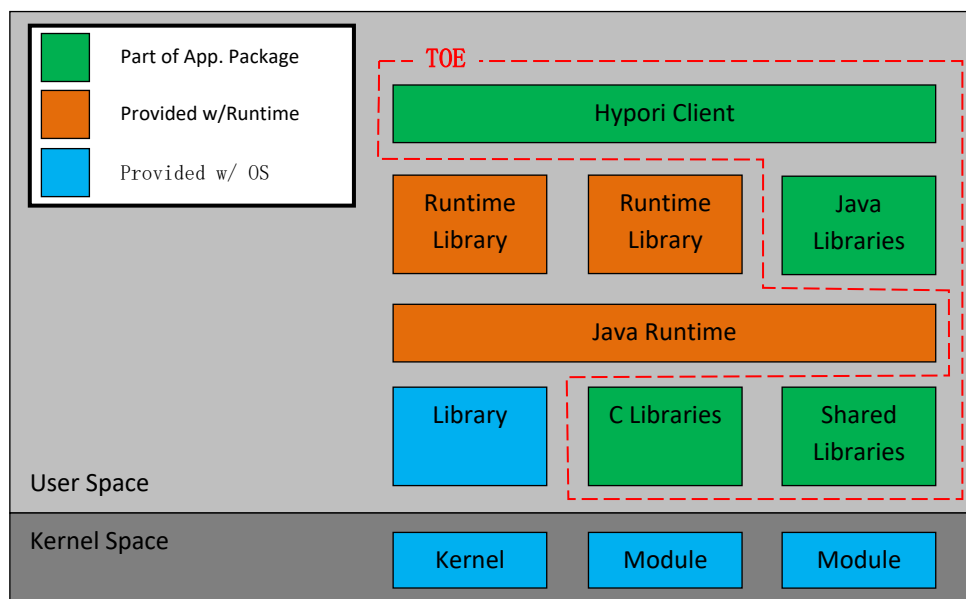 Part of App. Package
Provided w/Runtime
Provided w/ OS
TOE
Hypori Client
Runtime
Library
Runtime
Library
Java
Libraries
Java Runtime
Library
C Libraries
Shared
Libraries
User Space
Kernel Space
Kernel
Module
Module